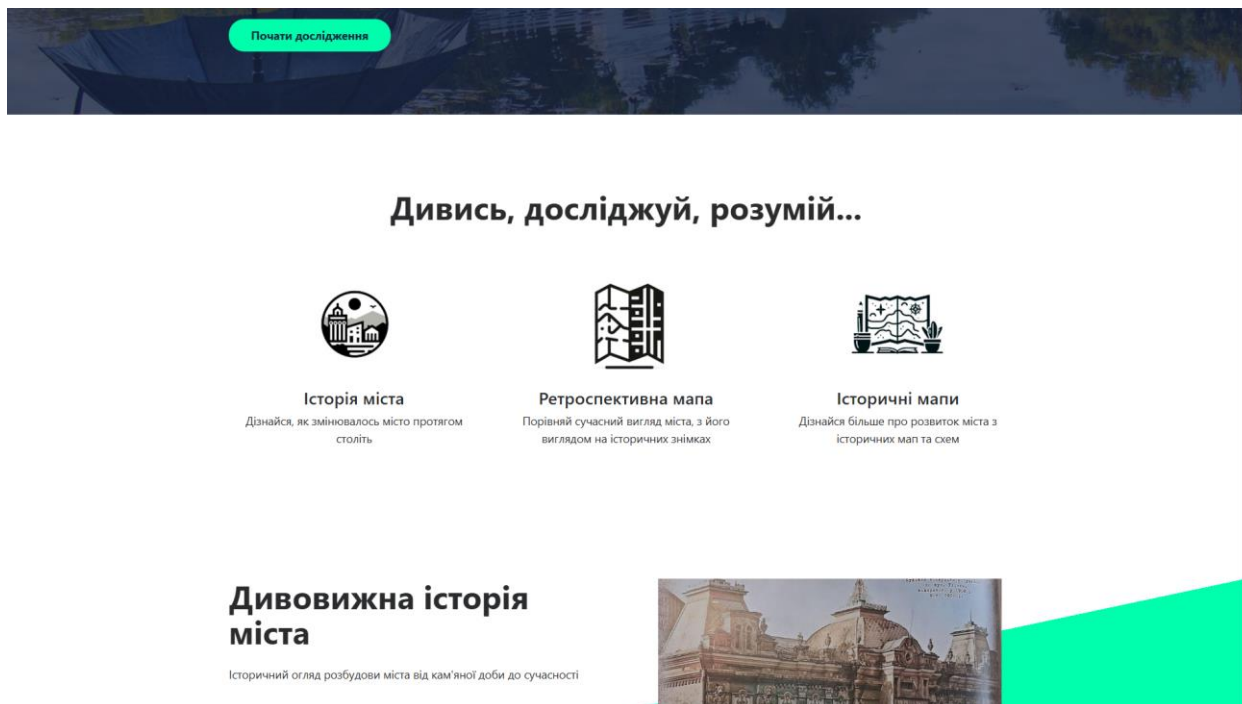 Почати дослідження
Дивись, досліджуй, розумій...
Історія міста
Дізнайся, як змінювалось місто протягом
століть
Ретроспективна мапа
Порівняй сучасний вигляд міста, з його
виглядом на історичних знімках
Історичні мапи
Дізнайся більше про розвиток міста з
історичних мап та схем
Дивовижна історія
міста
Історичний огляд розбудови міста від кам'яної доби до сучасності